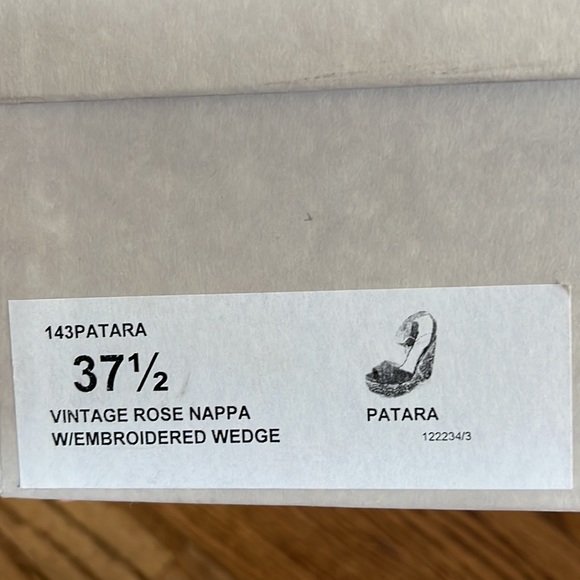 143PATARA
37½
VINTAGE ROSE NAPPA
W/EMBROIDERED WEDGE
PATARA
122234/3